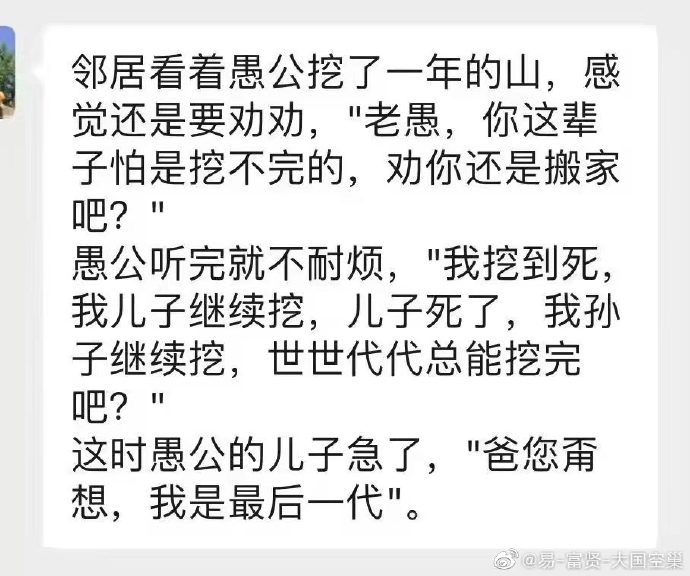 邻居看着愚公挖了一年的山，感
觉还是要劝劝，"老愚，你这辈
子怕是挖不完的，劝你还是搬家
吧？"
愚公听完就不耐烦，"我挖到死，
我儿子继续挖，儿子死了，我孙
子继续挖，世世代代总能挖完
吧？"
这时愚公的儿子急了，"爸您甭
想，我是最后一代"。
@易-富贤-大国空巢